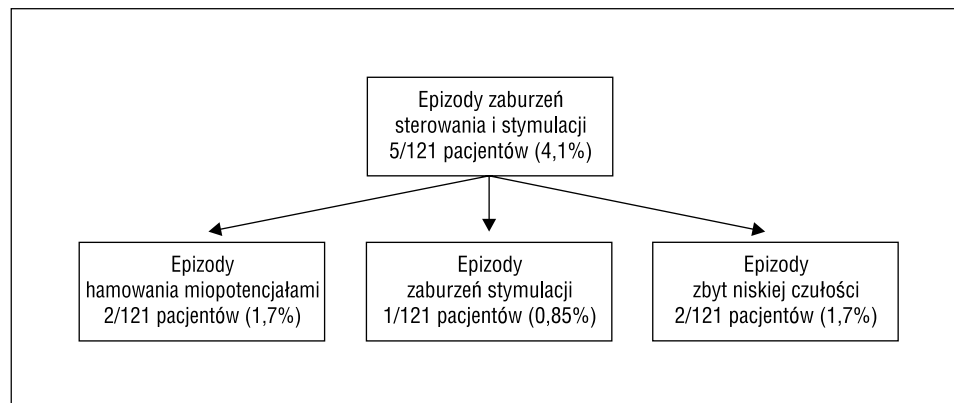 Epizody zaburzeń
sterowania i stymulacji
5/121 pacjentów (4,1%)
Epizody
hamowania miopotencjałami
2/121 pacjentów (1,7%)
Epizody
zaburzeń stymulacji
1/121 pacjentów (0,85%)
Epizody
zbyt niskiej czułości
2/121 pacjentów (1,7%)